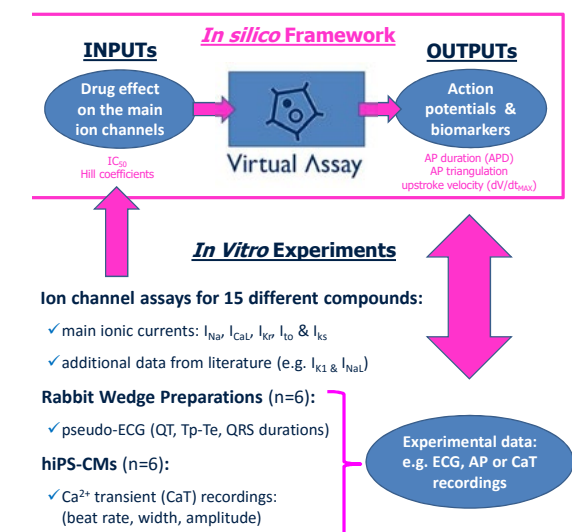 In silico Framework
INPUTs
OUTPUTs
Drug effect
on the main
ion channels
Virtual Assay
Action
potentials &
biomarkers
IC50
Hill coefficients
AP duration (APD)
AP triangulation
upstroke velocity (dV/dtMAX)
In Vitro Experiments
Ion channel assays for 15 different compounds:
✓main ionic currents: INa, ICaL, IKr, Ito & Iks
✓additional data from literature (e.g. IK1 & INaL)
Rabbit Wedge Preparations (n=6):
✓pseudo-ECG (QT, Tp-Te, QRS durations)
hiPS-CMs (n=6):
✓Ca2+ transient (CaT) recordings:
(beat rate, width, amplitude)
Experimental data:
e.g. ECG, AP or CaT
recordings